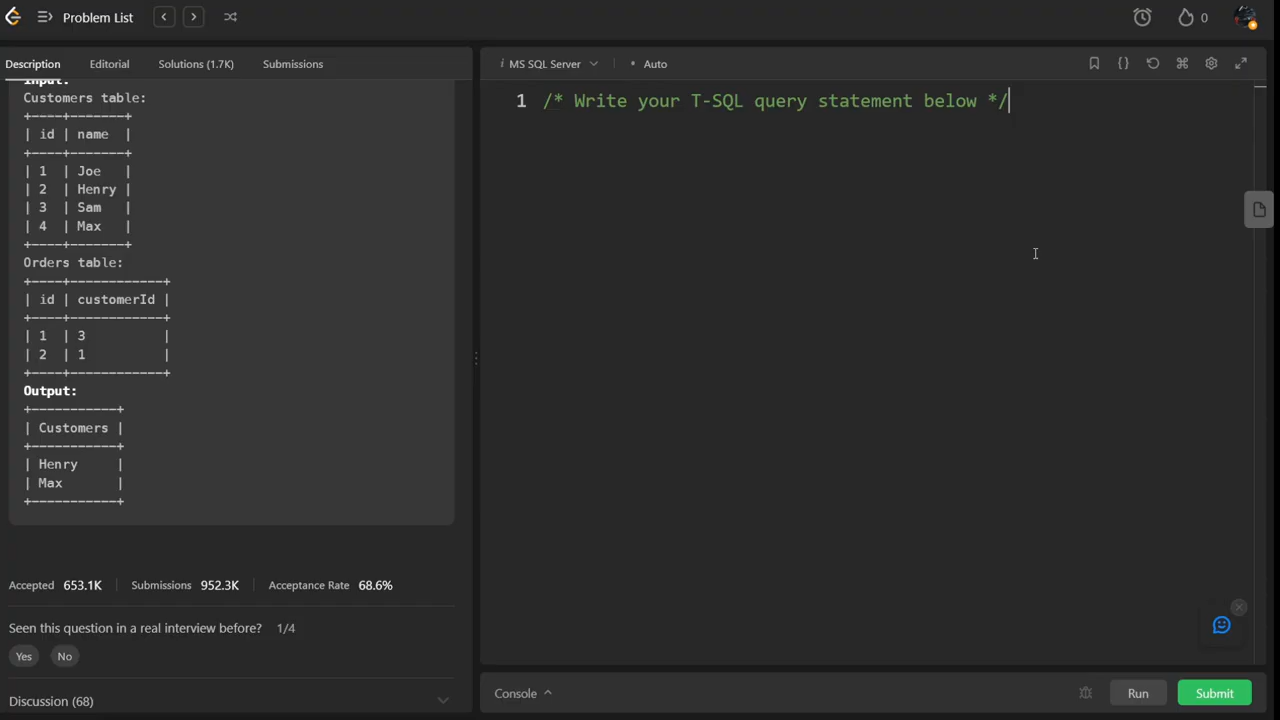 Problem List
0
Description
Editorial
Solutions (1.7K)
Submissions
Input:
Customers table:
+----+-------+
| id | name  |
+----+-------+
| 1  | Joe   |
| 2  | Henry |
| 3  | Sam   |
| 4  | Max   |
+----+-------+
Orders table:
+----+------------+
| id | customerId |
+----+------------+
| 1  | 3          |
| 2  | 1          |
+----+------------+
Output:
+-----------+
| Customers |
+-----------+
| Henry     |
| Max       |
+-----------+
Accepted 653.1K
Submissions 952.3K
Acceptance Rate 68.6%
Seen this question in a real interview before? 1/4
Yes
No
Discussion (68)
i MS SQL Server
• Auto
1 /* Write your T-SQL query statement below */
Console
Run
Submit